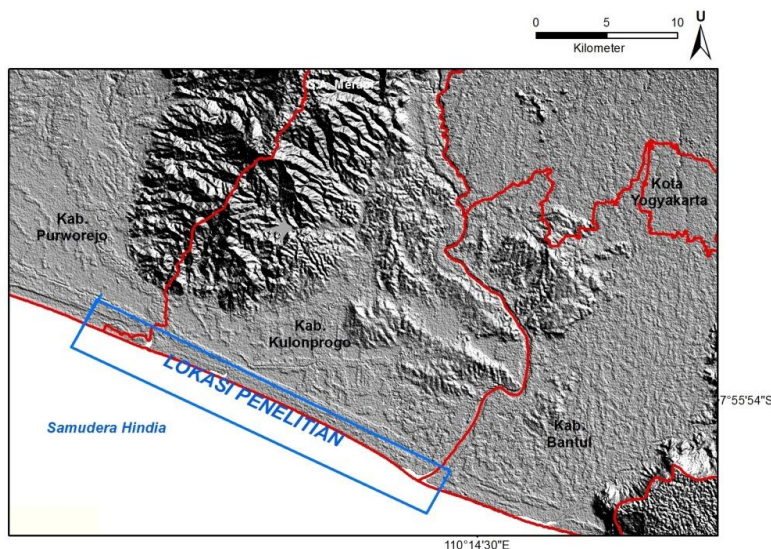 0 5 10
Kilometer
U
Kab.
Purworejo
Kota
Yogyakarta
Kab.
Kulonprogo
LOKASI PENELITIAN
Samudera Hindia
Kab.
Bantul
7°55'54"S
110°14'30"E